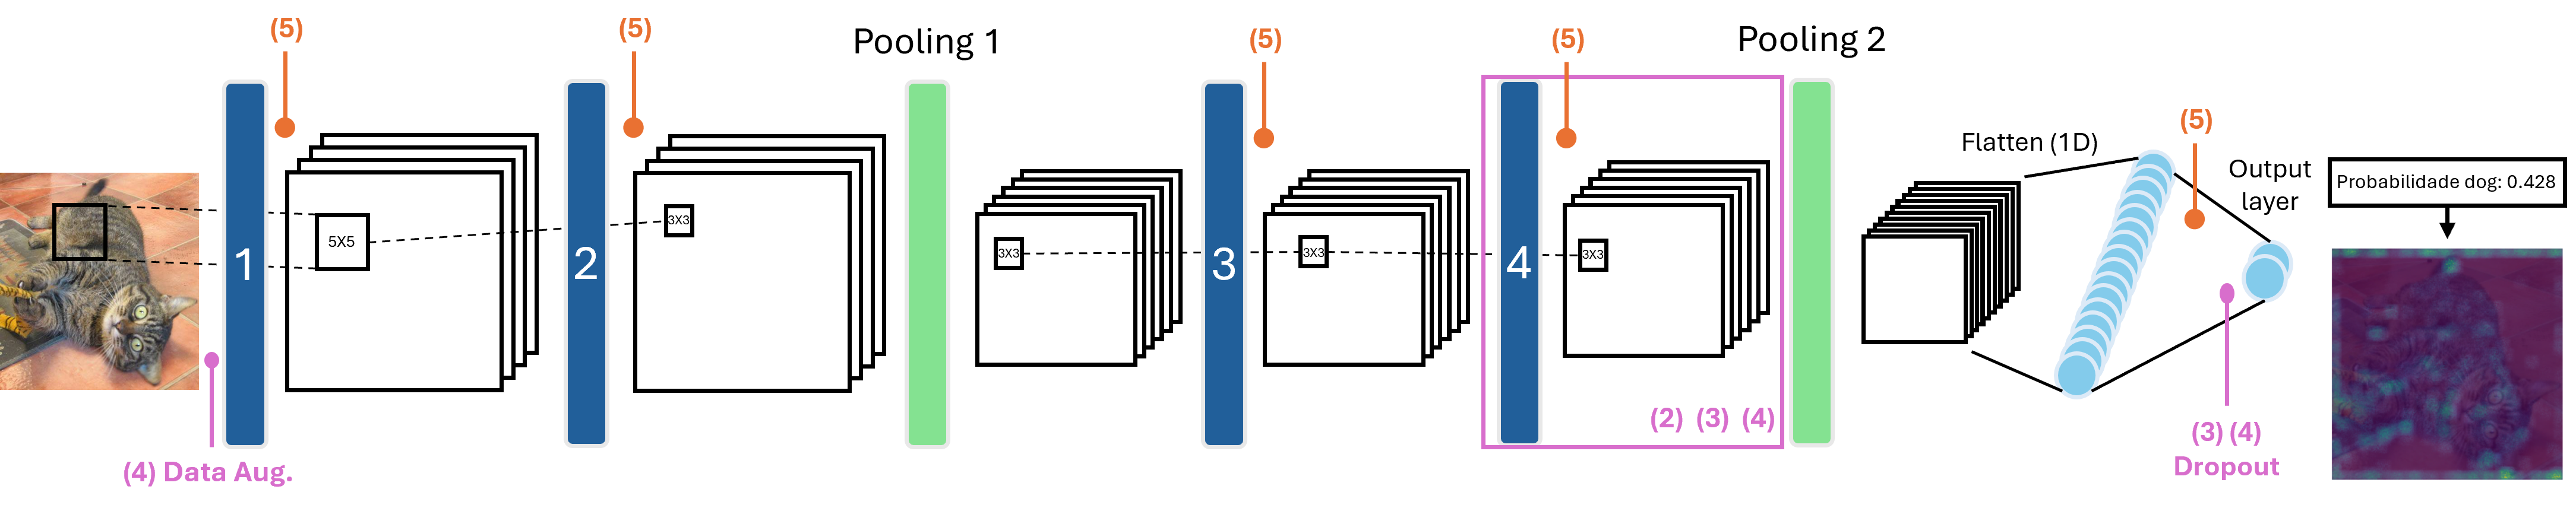 (5)
(5)
Pooling 1
(5)
(5)
Pooling 2
(5)
1
5X5
2
3X3
3X3
3
3X3
4
3X3
(2) (3) (4)
Flatten (1D)
Output
layer
Probabilidade dog: 0.428
(4) Data Aug.
(3) (4)
Dropout